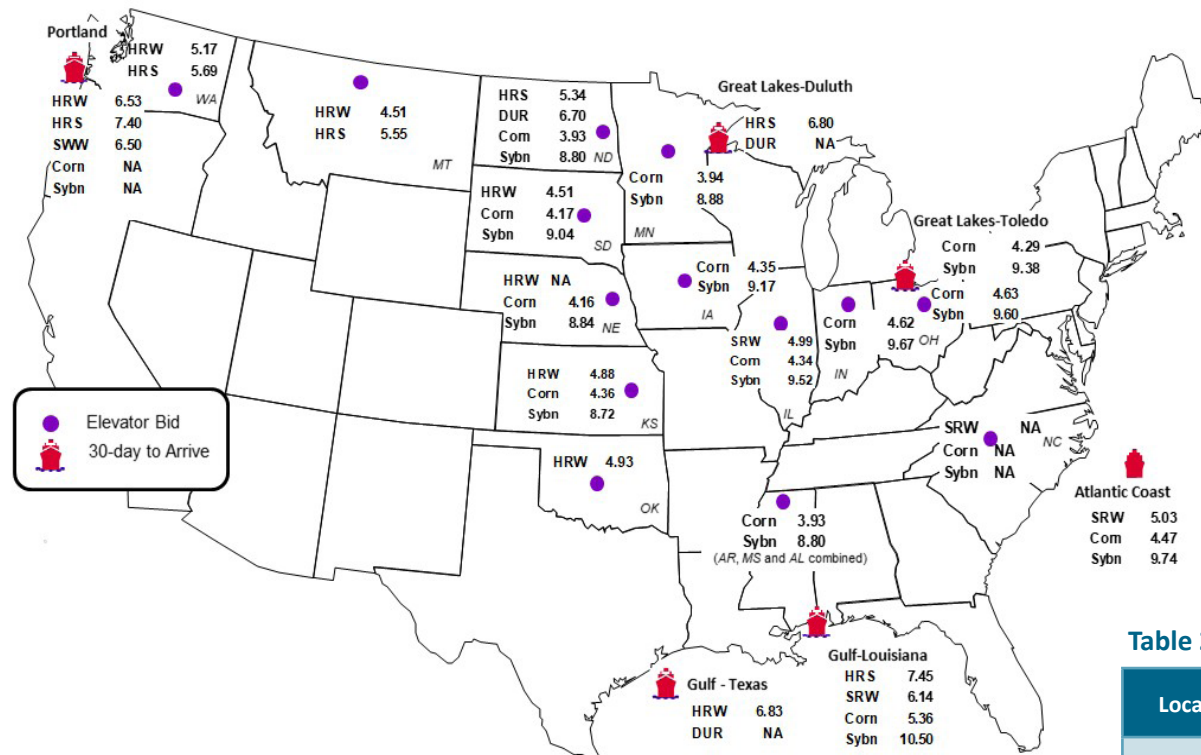 Portland
HRW 5.17
HRS 5.69
WA
HRW 6.53
HRS 7.40
SWW 6.50
Corn NA
Sybn NA
HRW 4.51
HRS 5.55
MT
HRS 5.34
DUR 6.70
Corn 3.93
Sybn 8.80 ND
HRW 4.51
Corn 4.17
Sybn 9.04
SD
HRW NA
Corn 4.16
Sybn 8.84 NE
HRW 4.88
Corn 4.36
Sybn 8.72
KS
HRW 4.93
OK
Great Lakes-Duluth
HRS 6.80
DUR NA
Corn 3.94
Sybn 8.88
MN
Corn 4.35
Sybn 9.17
IA
SRW 4.99
Corn 4.34
Sybn 9.52
IL
Great Lakes-Toledo
Corn 4.29
Sybn 9.38
Corn 4.63
Sybn 9.60
OH
Corn 4.62
Sybn 9.67
IN
SRW NA
Corn NA
Sybn NA
NC
Atlantic Coast
SRW 5.03
Corn 4.47
Sybn 9.74
Corn 3.93
Sybn 8.80
(AR, MS and AL combined)
Gulf-Louisiana
HRS 7.45
SRW 6.14
Corn 5.36
Sybn 10.50
Gulf - Texas
HRW 6.83
DUR NA
Elevator Bid
30-day to Arrive
Table
Loca